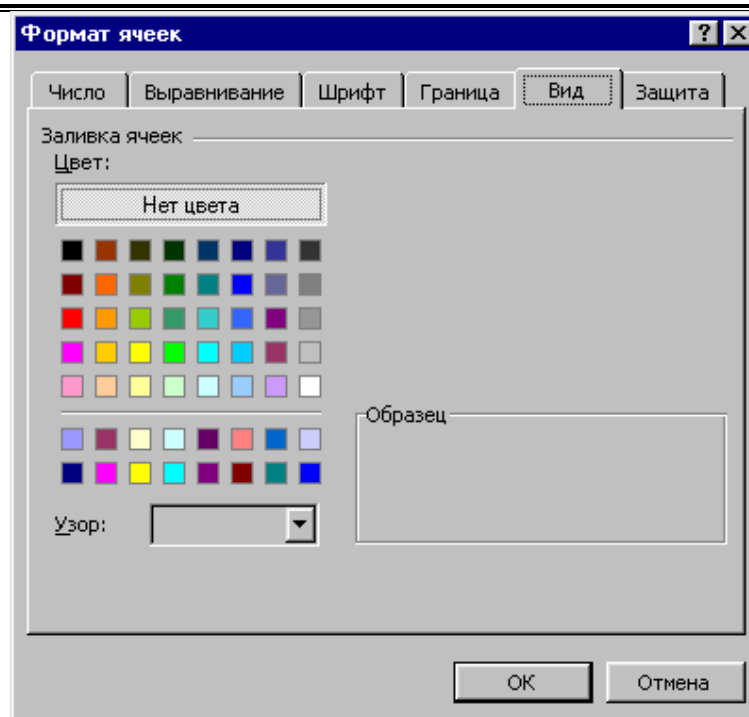 Формат ячеек
Число Выравнивание Шрифт Граница Вид Защита
Заливка ячеек
Цвет:
Нет цвета
Образец
Узор:
ОК Отмена